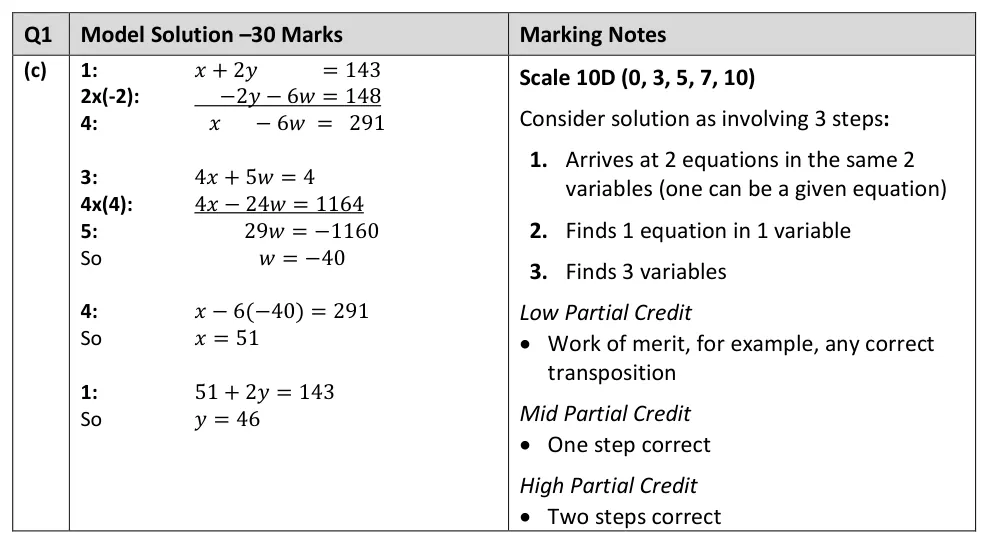 Q1 Model Solution –30 Marks Marking Notes
(c)
1: x + 2y = 143
2x(-2): −2y − 6w = 148
4: x − 6w = 291
3: 4x + 5w = 4
4x(4): 4x − 24w = 1164
5: 29w = −1160
So w = −40
4: x − 6(−40) = 291
So x = 51
1: 51 + 2y = 143
So y = 46
Scale 10D (0, 3, 5, 7, 10)
Consider solution as involving 3 steps:
1. Arrives at 2 equations in the same 2
variables (one can be a given equation)
2. Finds 1 equation in 1 variable
3. Finds 3 variables
Low Partial Credit
• Work of merit, for example, any correct
transposition
Mid Partial Credit
• One step correct
High Partial Credit
• Two steps correct